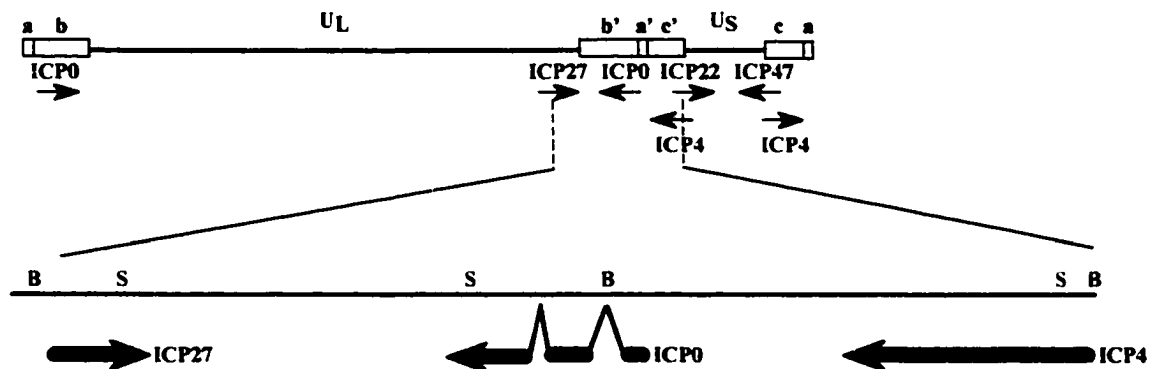 a b UL b' a' c' US c a
ICP0 ICP27 ICP0 ICP22 ICP47
ICP4 ICP4
B S S B S B
ICP27 ICP0 ICP4